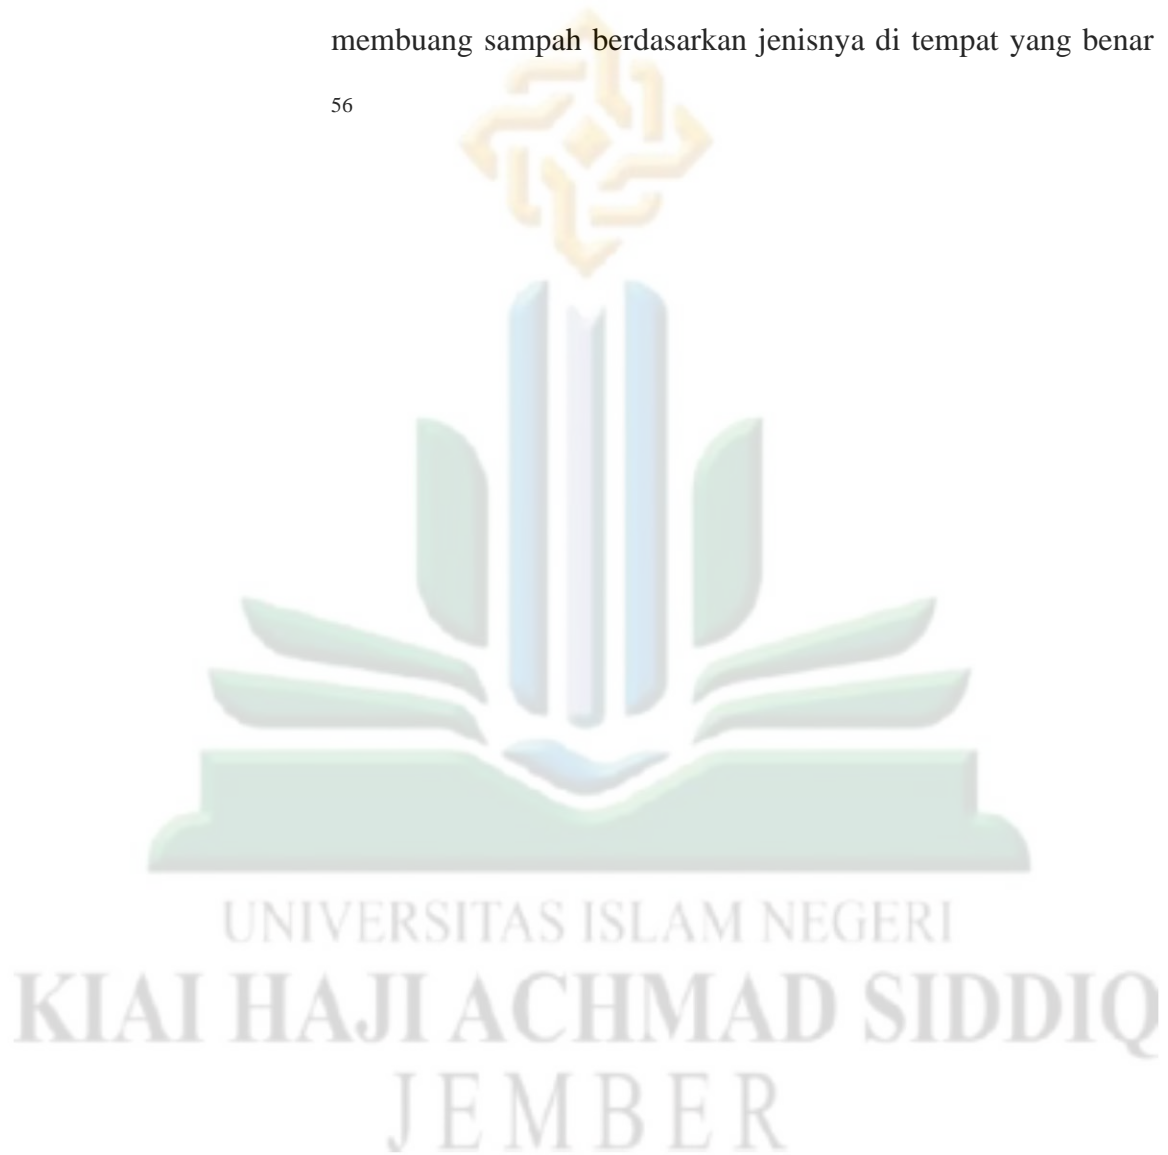 membuang sampah berdasarkan jenisnya di tempat yang benar
56
UNIVERSITAS ISLAM NEGERI
KIAI HAJI ACHMAD SIDDIQ
JEMBER